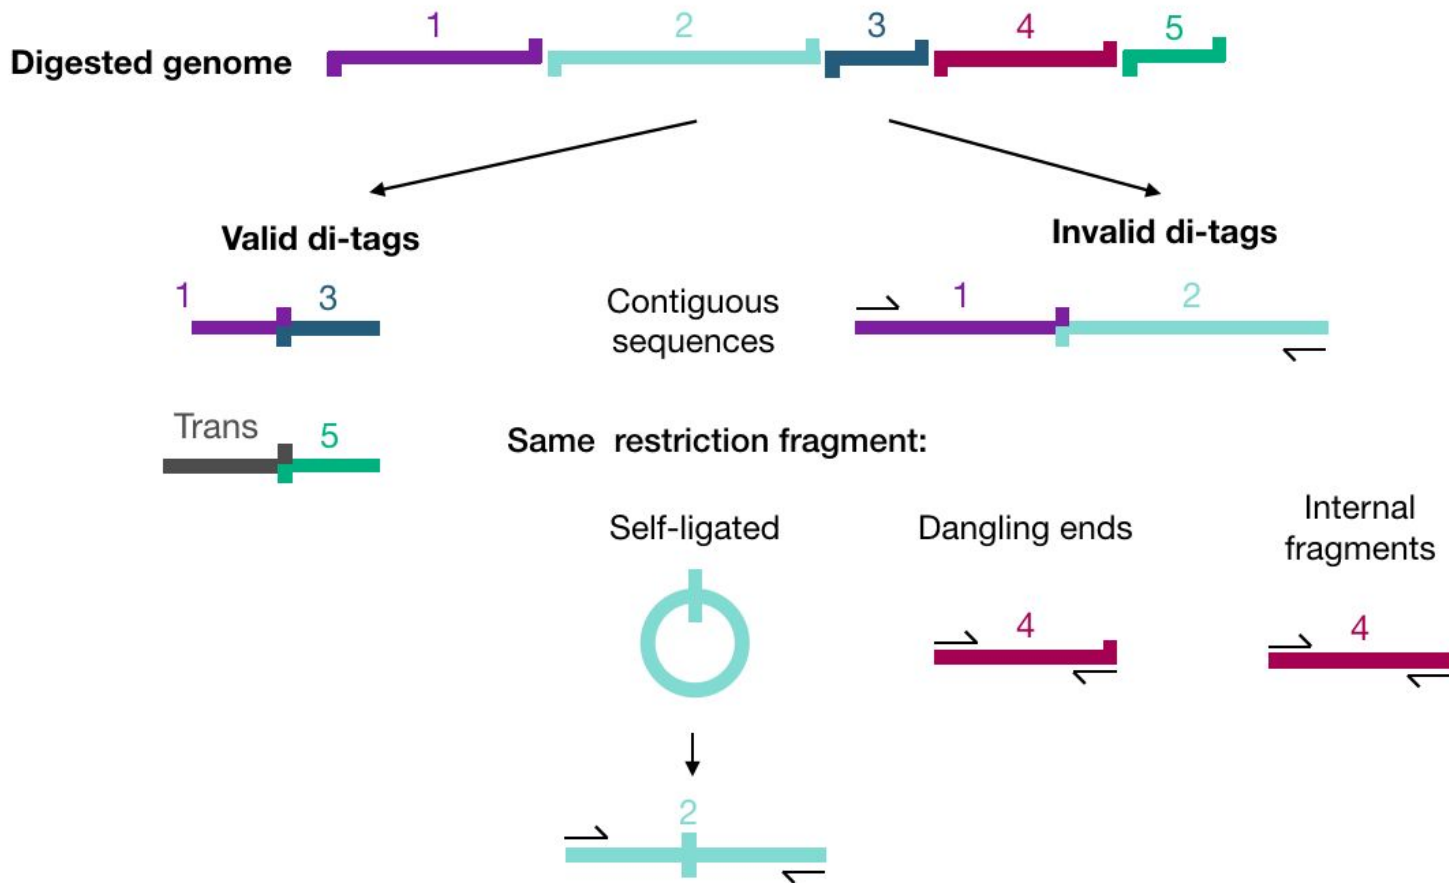 1
2
3
4
5
Digested genome
Valid di-tags
Invalid di-tags
1
3
Contiguous
sequences
1
2
Trans
5
Same restriction fragment:
Self-ligated
Dangling ends
Internal
fragments
4
4
2